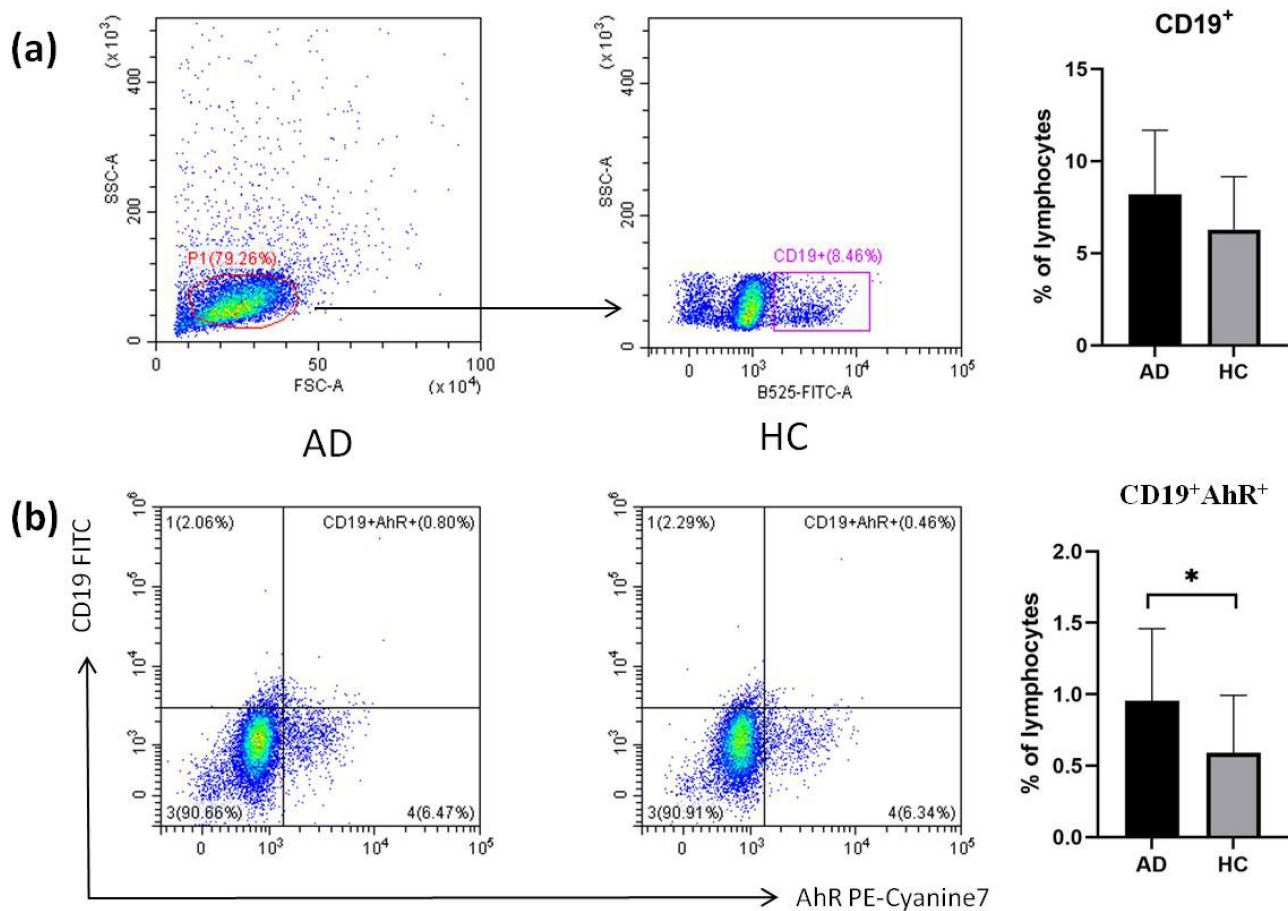 (a)
(x 10³)
400
200
0
SSC-A
P1(79.26%)
0
50
100
FSC-A
(x 10⁴)
(x 10³)
400
200
0
SSC-A
CD19+(8.46%)
0
10³
10⁴
10⁵
B525-FITC-A
CD19⁺
15
10
5
0
% of lymphocytes
AD
HC
AD
HC
(b)
CD19 FITC
10⁶
10⁵
10⁴
10³
0
1(2.06%)
CD19+AhR+(0.80%)
3(90.66%)
4(6.47%)
0
10³
10⁴
10⁵
10⁶
10⁵
10⁴
10³
0
1(2.29%)
CD19+AhR+(0.46%)
3(90.91%)
4(6.34%)
0
10³
10⁴
10⁵
AhR PE-Cyanine7
CD19⁺AhR⁺
2.0
1.5
1.0
0.5
0.0
% of lymphocytes
*
AD
HC